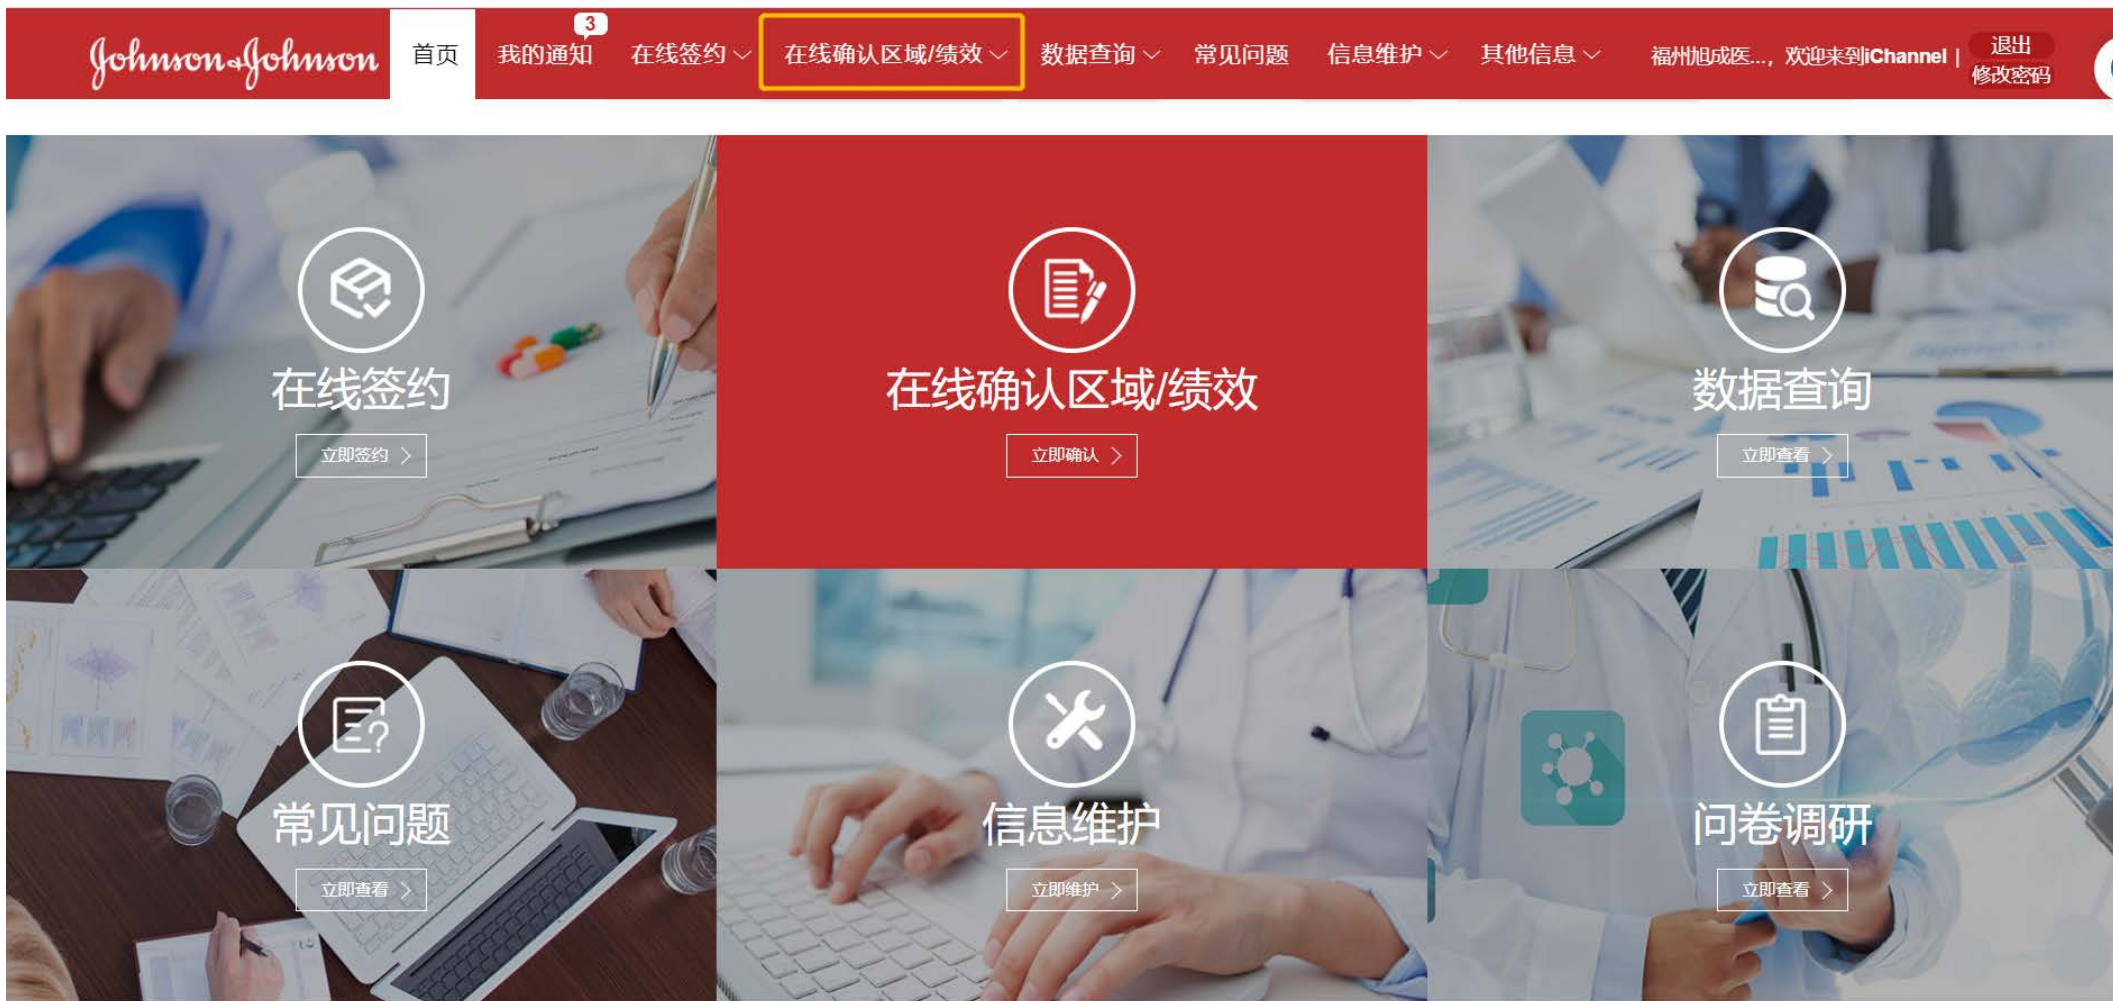 Johnson&Johnson
首页
我的通知
3
在线签约
在线确认区域/绩效
数据查询
常见问题
信息维护
其他信息
福州旭成医..., 欢迎来到iChannel |
退出
修改密码
在线签约
立即签约
在线确认区域/绩效
立即确认
数据查询
立即查看
常见问题
立即查看
信息维护
立即维护
问卷调研
立即查看